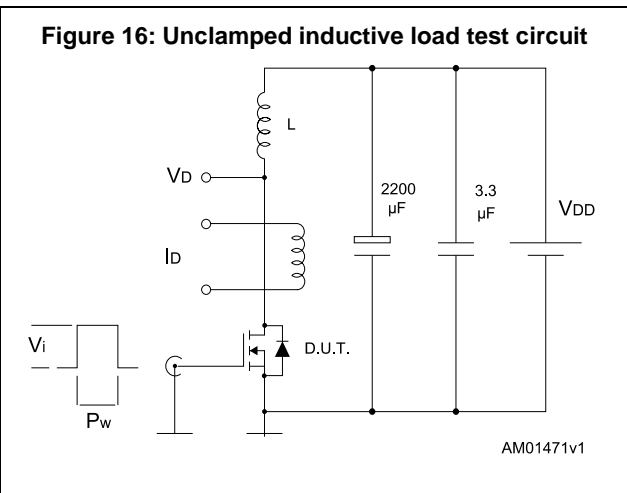 Figure 16: Unclamped inductive load test circuit
L
VD
2200
µF
3.3
µF
VDD
ID
Vi
D.U.T.
Pw
AM01471v1